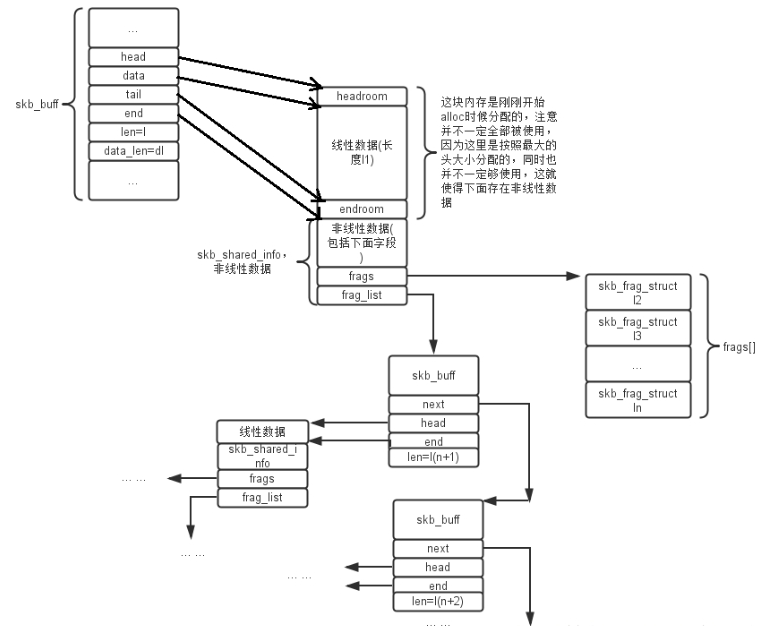 ...
head
data
tail
end
len=l
data_len=dl
...
skb_buff
headroom
线性数据(长
度l1)
endroom
非线性数据(
包括下面字段
)
frags
frag_list
这块内存是刚刚开始
alloc时候分配的，注意
并不一定全部被使用，
因为这里是按照最大的
头大小分配的，同时也
并不一定够使用，这就
使得下面存在非线性数
据
skb_shared_info，
非线性数据
skb_frag_struct
l2
skb_frag_struct
l3
...
skb_frag_struct
ln
frags[]
skb_buff
next
head
end
len=l(n+1)
线性数据
skb_shared_i
nfo
frags
frag_list
... ...
... ...
skb_buff
next
head
end
len=l(n+2)
... ...
... ...